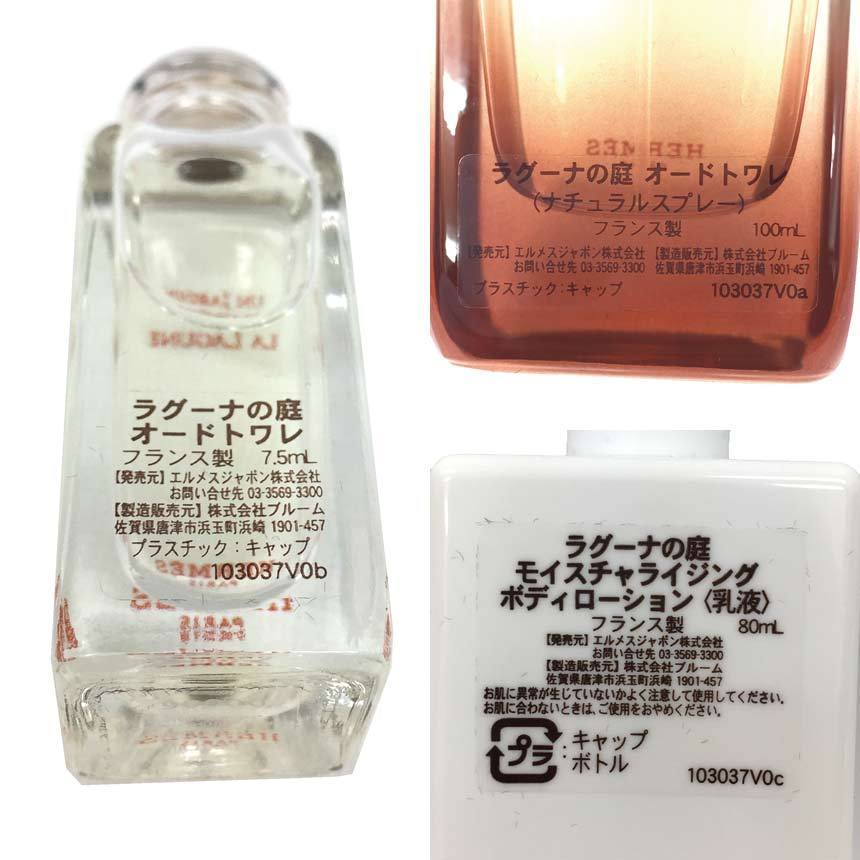 UN JARDIN
LA LAGUNE
ラグーナの庭
オードトワレ
フランス製 7.5mL
【発売元】エルメスジャポン株式会社
お問い合せ先 03-3569-3300
【製造販売元】株式会社ブルーム
佐賀県唐津市浜玉町浜崎 1901-457
プラスチック：キャップ
103037V0b
HERMES
PARIS
HERMES
ラグーナの庭 オードトワレ
（ナチュラルスプレー）
フランス製 100mL
【発売元】エルメスジャポン株式会社 【製造販売元】株式会社ブルーム
お問い合せ先 03-3569-3300 佐賀県唐津市浜玉町浜崎 1901-457
プラスチック：キャップ 103037V0a
ラグーナの庭
モイスチャライジング
ボディローション〈乳液〉
フランス製 80mL
【発売元】エルメスジャポン株式会社
お問い合せ先 03-3569-3300
【製造販売元】株式会社ブルーム
佐賀県唐津市浜玉町浜崎 1901-457
お肌に異常が生じていないかよく注意して使用してください。
お肌に合わないときは、ご使用をおやめください。
プラ ：キャップ
ボトル
103037V0c